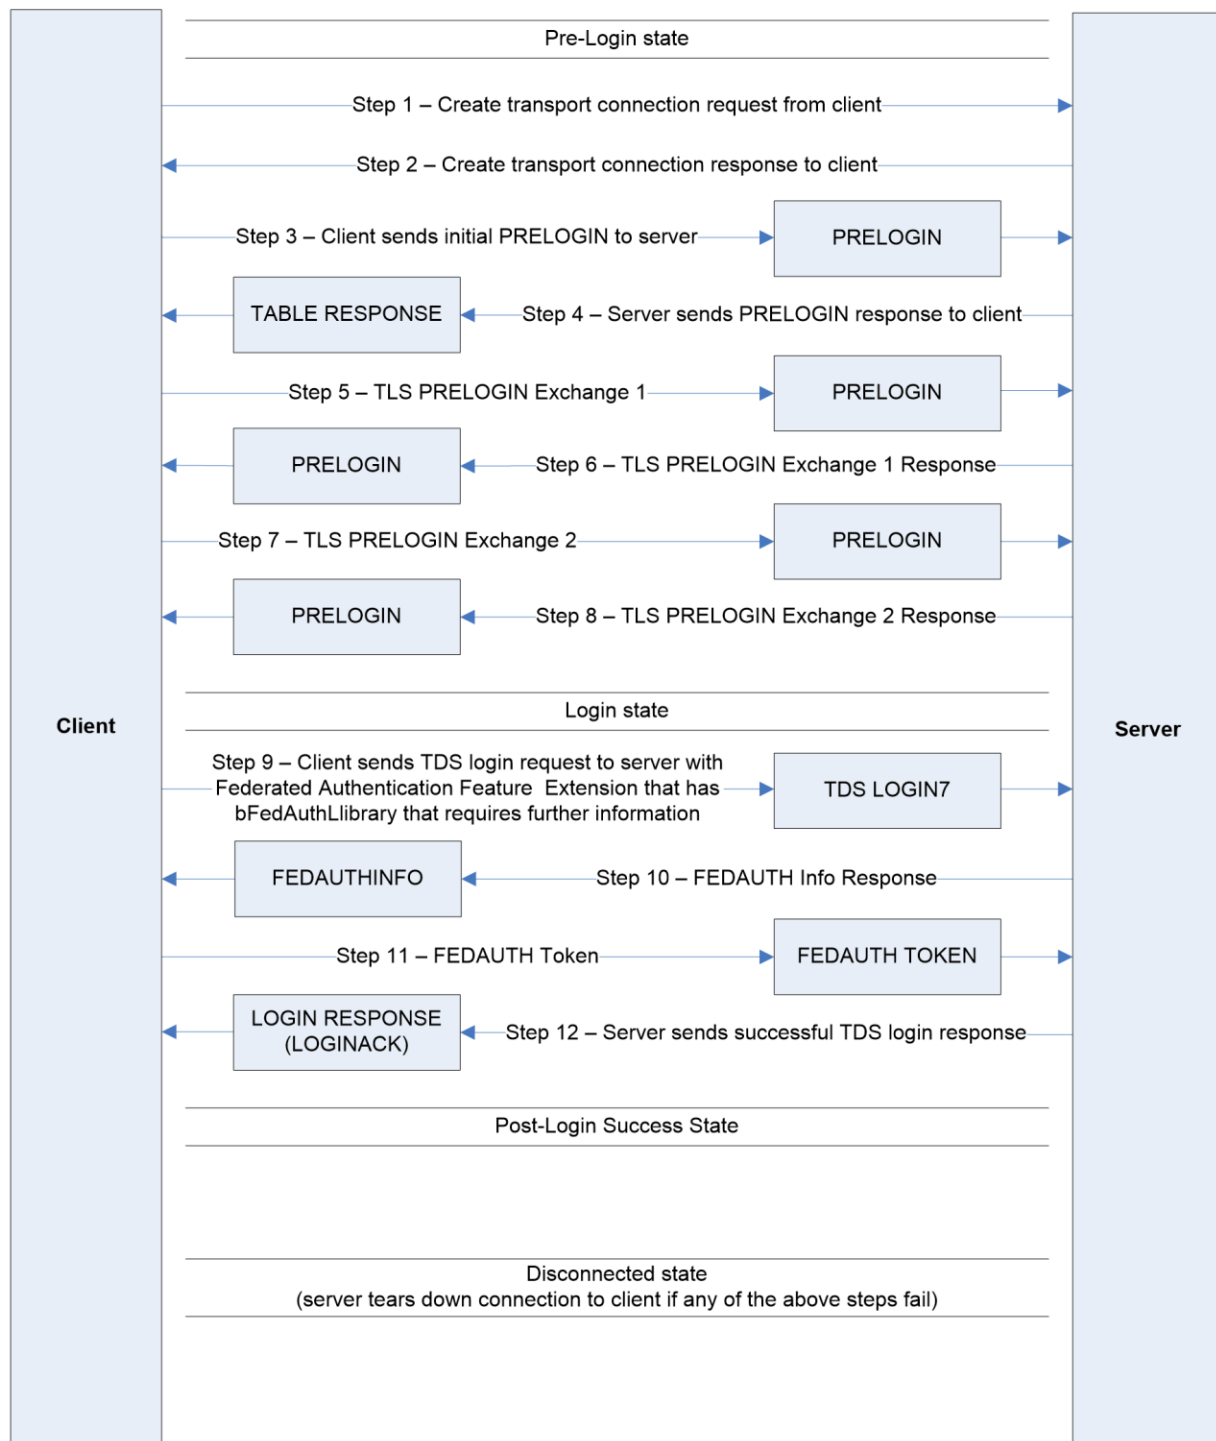 Pre-Login state
Step 1 – Create transport connection request from client
Step 2 – Create transport connection response to client
Step 3 – Client sends initial PRELOGIN to server
PRELOGIN
TABLE RESPONSE
Step 4 – Server sends PRELOGIN response to client
Step 5 – TLS PRELOGIN Exchange 1
PRELOGIN
PRELOGIN
Step 6 – TLS PRELOGIN Exchange 1 Response
Step 7 – TLS PRELOGIN Exchange 2
PRELOGIN
PRELOGIN
Step 8 – TLS PRELOGIN Exchange 2 Response
Login state
Client
Server
Step 9 – Client sends TDS login request to server with
Federated Authentication Feature  Extension that has
bFedAuthLlibrary that requires further information
TDS LOGIN7
FEDAUTHINFO
Step 10 – FEDAUTH Info Response
Step 11 – FEDAUTH Token
FEDAUTH TOKEN
LOGIN RESPONSE
(LOGINACK)
Step 12 – Server sends successful TDS login response
Post-Login Success State
Disconnected state
(server tears down connection to client if any of the above steps fail)